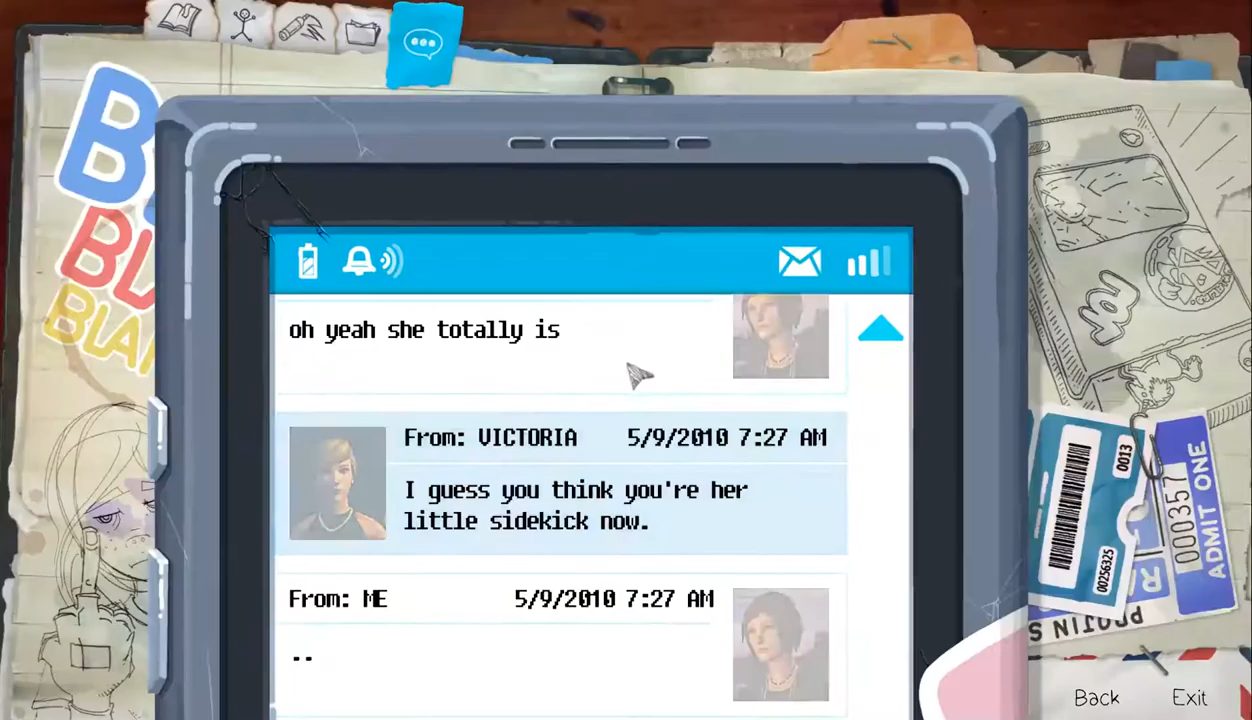 oh yeah she totally is
From: VICTORIA 5/9/2010 7:27 AM
I guess you think you're her
little sidekick now.
From: ME 5/9/2010 7:27 AM
..
0013
00256325
000357
ADMIT ONE
Back Exit